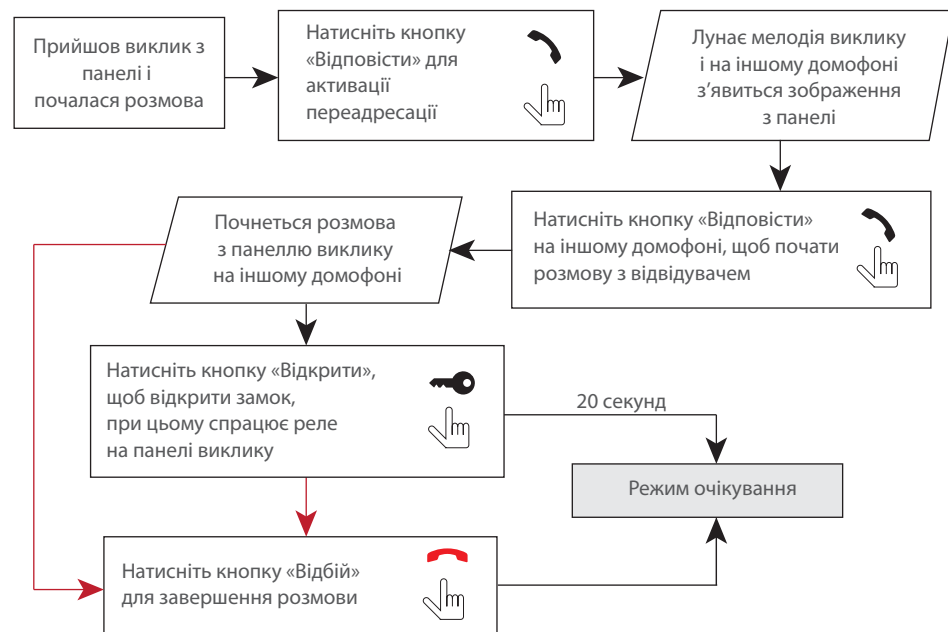 Прийшов виклик з
панелі і
почалася розмова
Натисніть кнопку
«Відповісти» для
активації
переадресації
Лунає мелодія виклику
і на іншому домофоні
з’явиться зображення
з панелі
Натисніть кнопку «Відповісти»
на іншому домофоні, щоб почати
розмову з відвідувачем
Почнеться розмова
з панеллю виклику
на іншому домофоні
Натисніть кнопку «Відкрити»,
щоб відкрити замок,
при цьому спрацює реле
на панелі виклику
20 секунд
Режим очікування
Натисніть кнопку «Відбій»
для завершення розмови